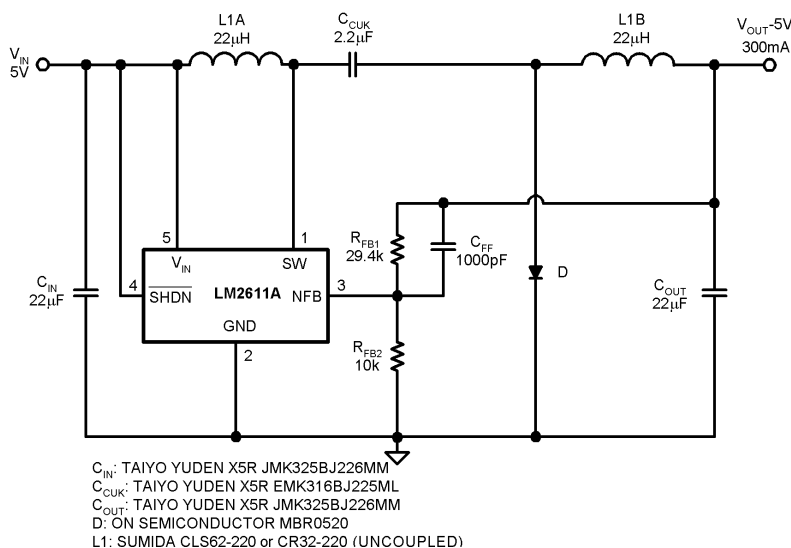 L1A
22μH
C_CUK
2.2μF
L1B
22μH
V_OUT -5V
300mA
V_IN
5V
5
1
V_IN
SW
R_FB1
29.4k
C_FF
1000pF
D
C_IN
22μF
4
SHDN
LM2611A
NFB
3
C_OUT
22μF
GND
2
R_FB2
10k
C_IN: TAIYO YUDEN X5R JMK325BJ226MM
C_CUK: TAIYO YUDEN X5R EMK316BJ225ML
C_OUT: TAIYO YUDEN X5R JMK325BJ226MM
D: ON SEMICONDUCTOR MBR0520
L1: SUMIDA CLS62-220 or CR32-220 (UNCOUPLED)